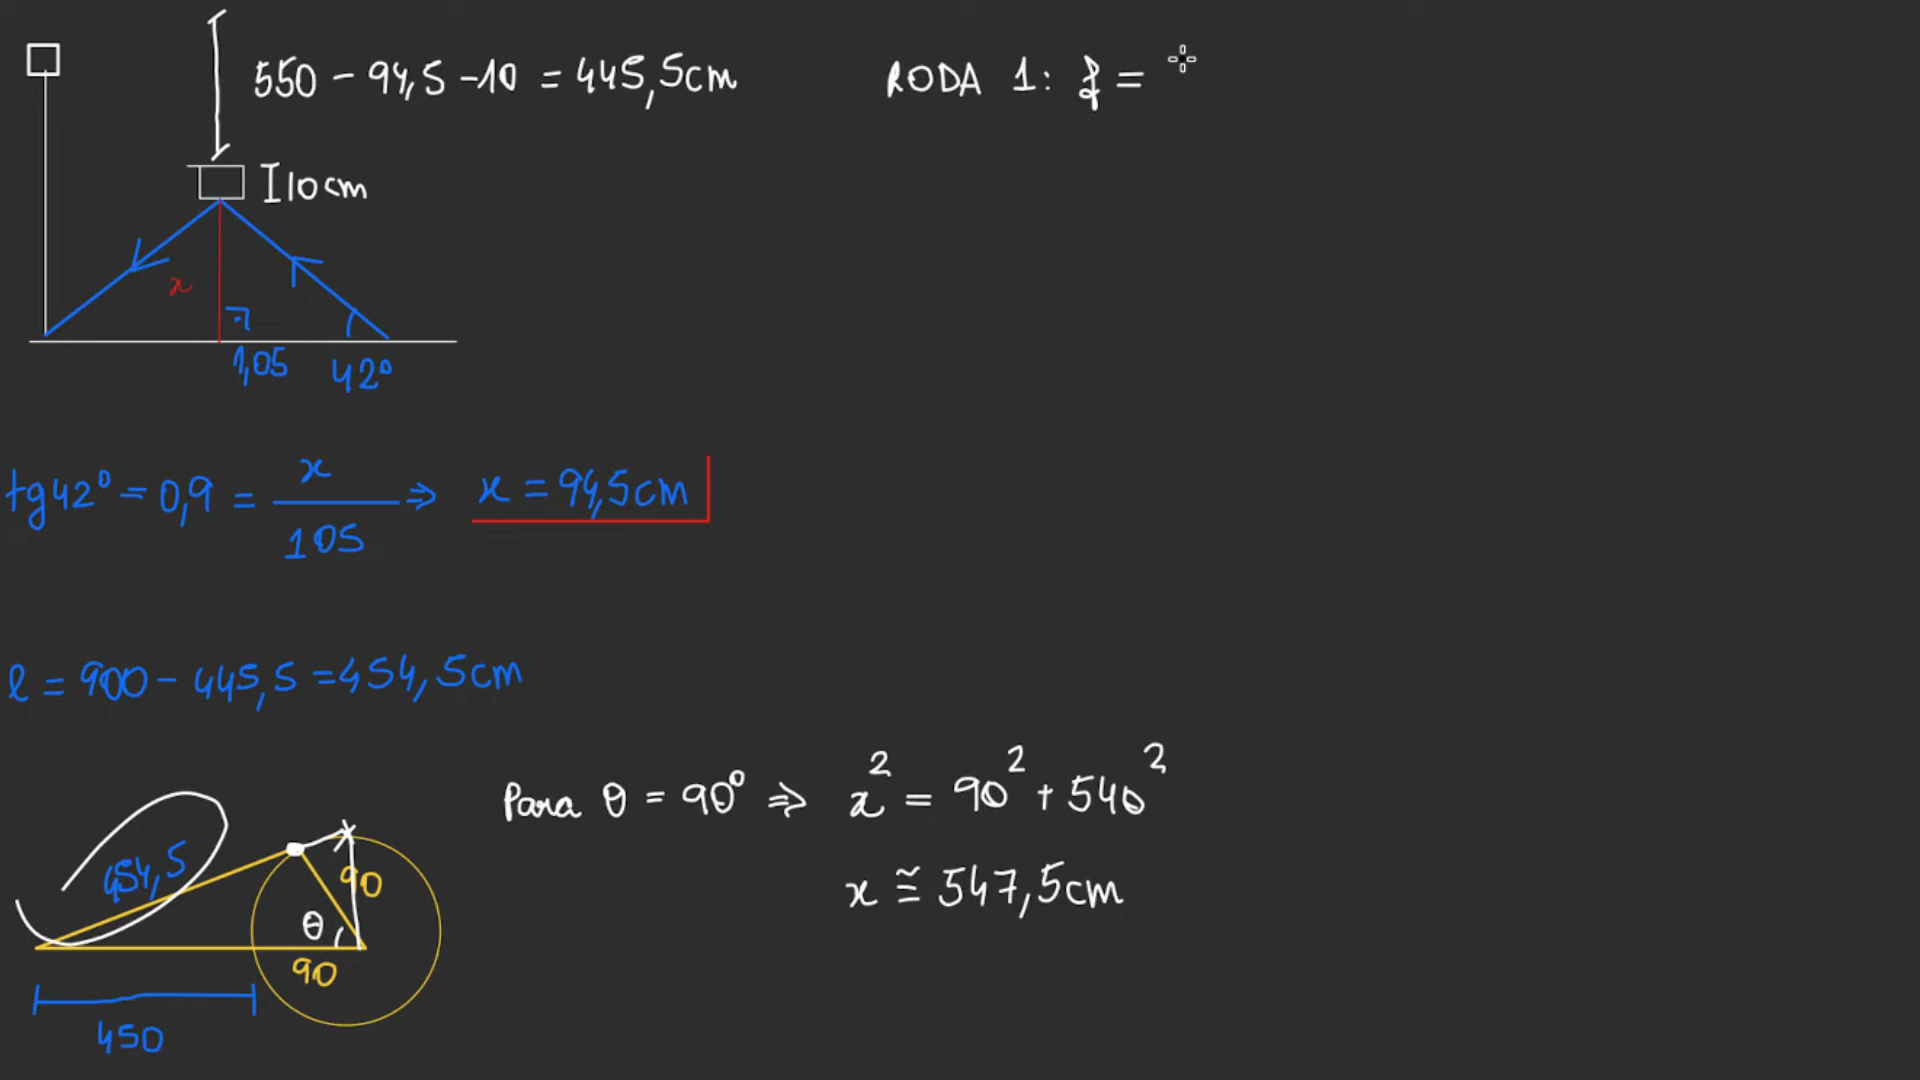 550 - 94,5 - 10 = 445,5cm
RODA 1: f =
10cm
x
1,05
42°
tg42° = 0,9 = x/105 ⇒ x = 94,5cm
l = 900 - 445,5 = 454,5cm
Para θ = 90° ⇒ x² = 90² + 540²
x ≅ 547,5cm
454,5
90
θ
90
450